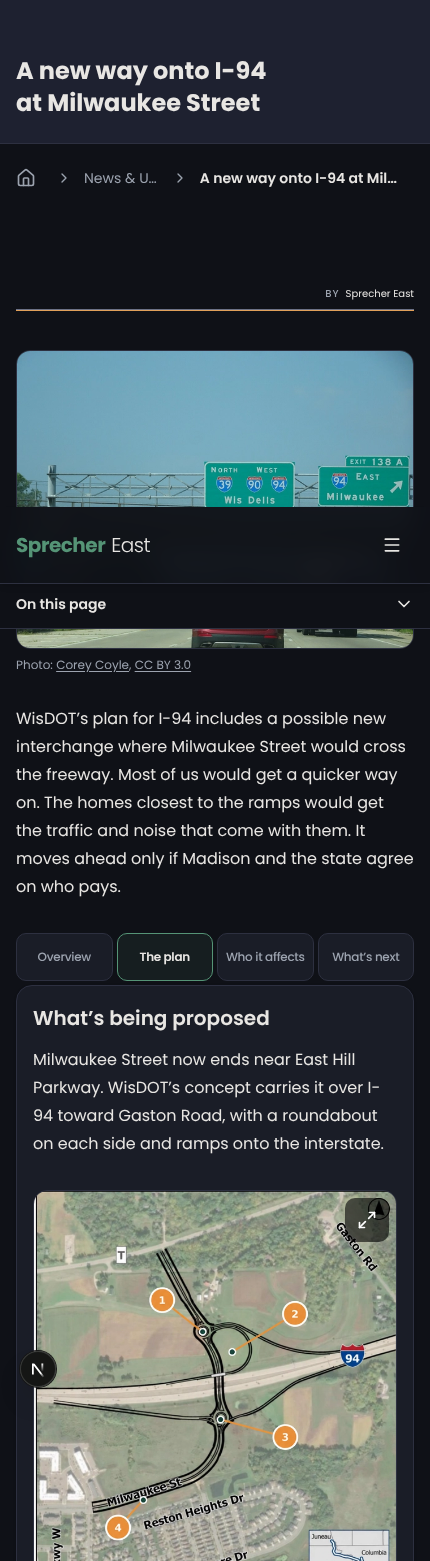 A new way onto I-94
at Milwaukee Street
News & U...
A new way onto I-94 at Mil...
BY Sprecher East
NORTH WEST
39 90 94
Wis Dells
EXIT 138 A
94 EAST
Milwaukee
Sprecher East
On this page
Photo: Corey Coyle, CC BY 3.0
WisDOT’s plan for I-94 includes a possible new
interchange where Milwaukee Street would cross
the freeway. Most of us would get a quicker way
on. The homes closest to the ramps would get
the traffic and noise that come with them. It
moves ahead only if Madison and the state agree
on who pays.
Overview
The plan
Who it affects
What’s next
What’s being proposed
Milwaukee Street now ends near East Hill
Parkway. WisDOT’s concept carries it over I-
94 toward Gaston Road, with a roundabout
on each side and ramps onto the interstate.
Gaston Rd
T
1
2
94
N
3
Milwaukee St
Reston Heights Dr
4
wy W
re Dr
Juneau
Columbia